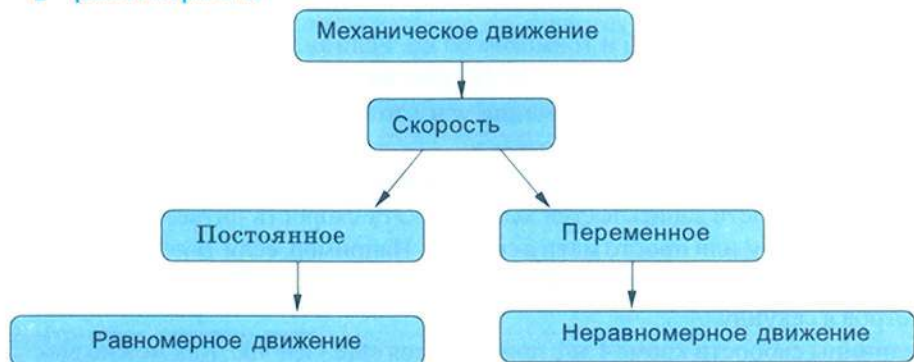 Механическое движение
Скорость
Постоянное
Переменное
Равномерное движение
Неравномерное движение